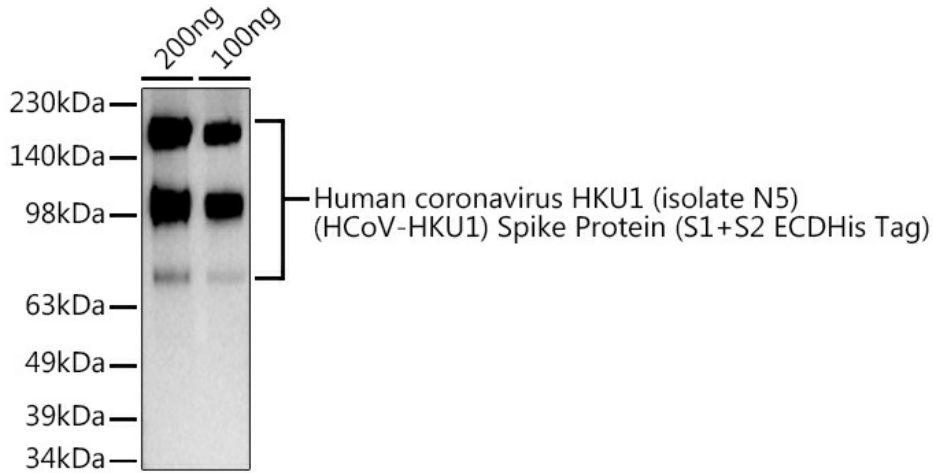 200ng 100ng
230kDa
140kDa
98kDa
63kDa
49kDa
39kDa
34kDa
Human coronavirus HKU1 (isolate N5)
(HCoV-HKU1) Spike Protein (S1+S2 ECDHis Tag)